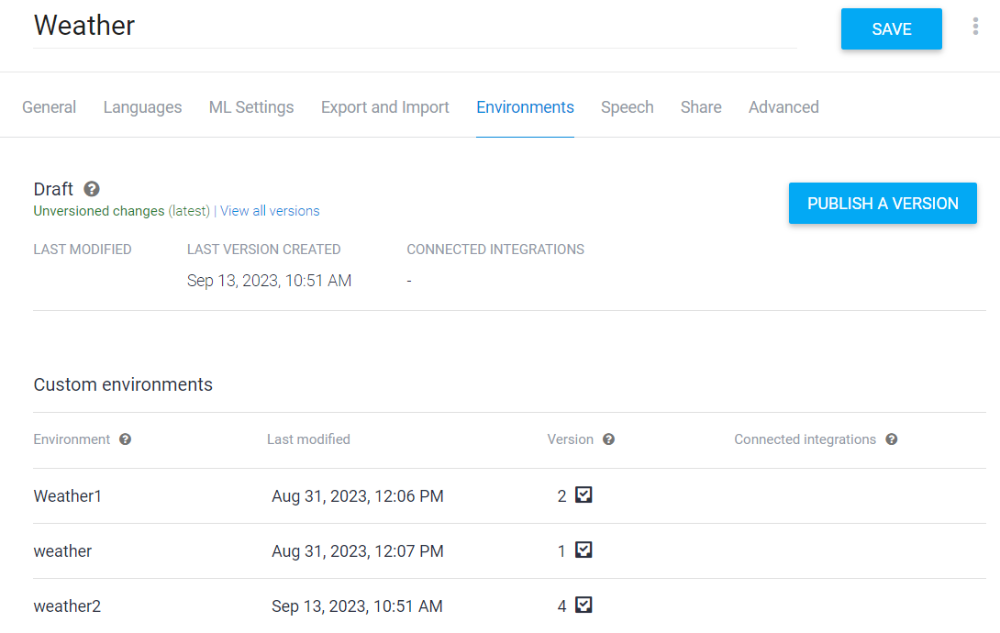 Weather
SAVE
General Languages ML Settings Export and Import Environments Speech Share Advanced
Draft
PUBLISH A VERSION
Unversioned changes (latest) | View all versions
LAST MODIFIED LAST VERSION CREATED CONNECTED INTEGRATIONS
Sep 13, 2023, 10:51 AM -
Custom environments
Environment Last modified Version Connected integrations
Weather1 Aug 31, 2023, 12:06 PM 2
weather Aug 31, 2023, 12:07 PM 1
weather2 Sep 13, 2023, 10:51 AM 4